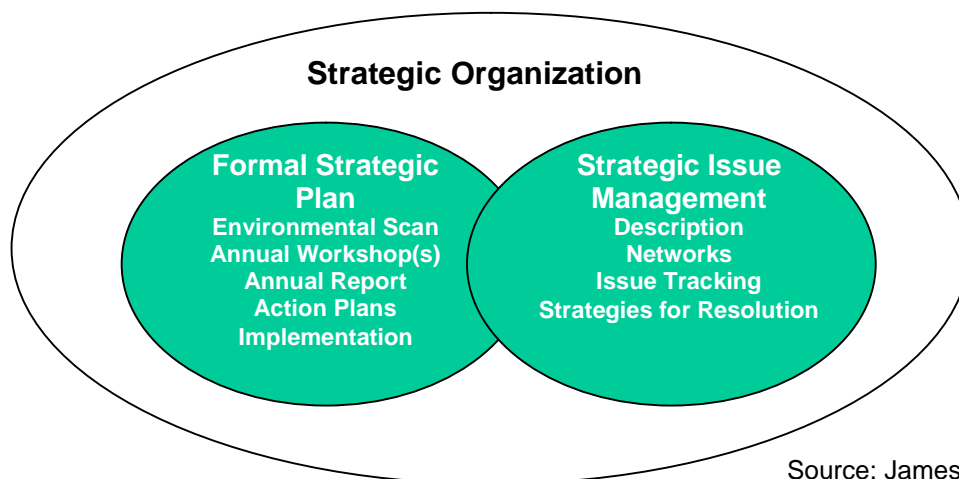 Strategic Organization
Formal Strategic
Plan
Environmental Scan
Annual Workshop(s)
Annual Report
Action Plans
Implementation
Strategic Issue
Management
Description
Networks
Issue Tracking
Strategies for Resolution
Source: James